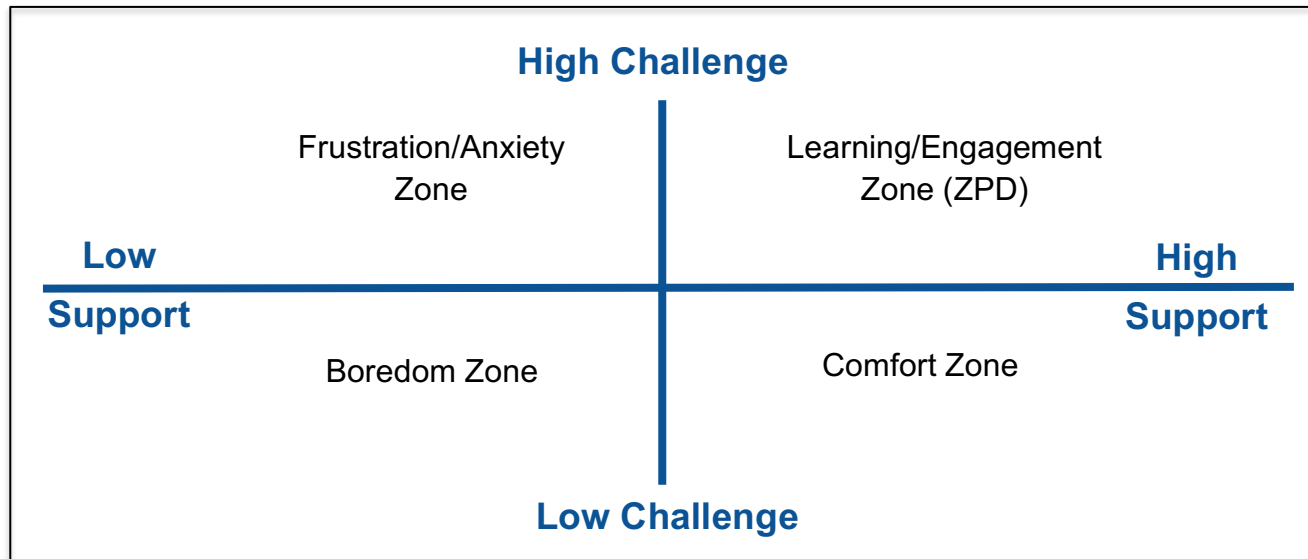 High Challenge
Frustration/Anxiety
Zone
Learning/Engagement
Zone (ZPD)
Low
Support
High
Support
Boredom Zone
Comfort Zone
Low Challenge